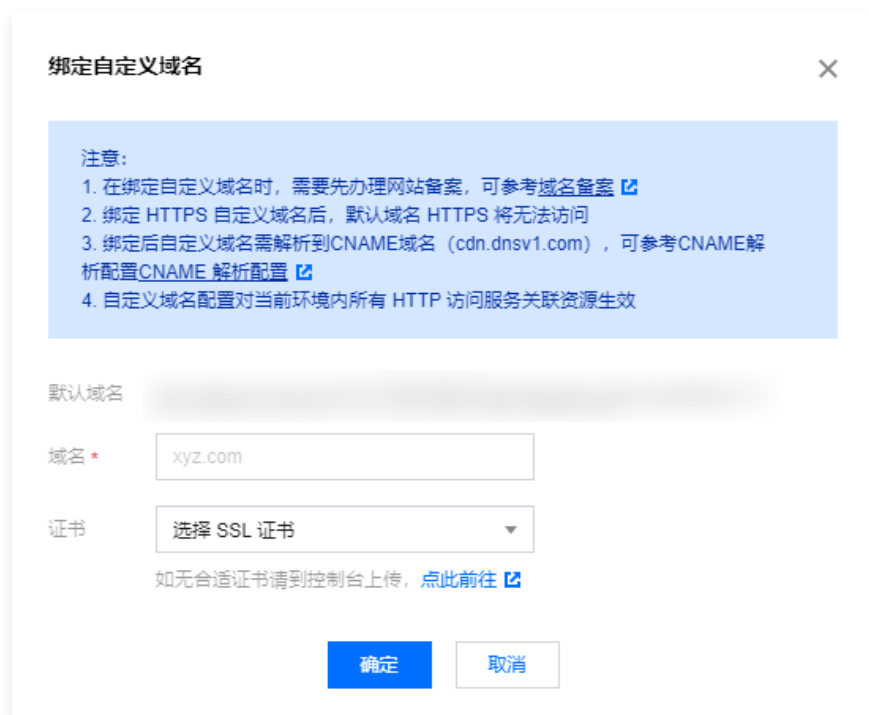 绑定自定义域名
注意:
1. 在绑定自定义域名时，需要先办理网站备案，可参考域名备案
2. 绑定 HTTPS 自定义域名后，默认域名 HTTPS 将无法访问
3. 绑定后自定义域名需解析到CNAME域名（cdn.dnsv1.com），可参考CNAME解
析配置CNAME 解析配置
4. 自定义域名配置对当前环境内所有 HTTP 访问服务关联资源生效
默认域名
域名 *
xyz.com
证书
选择 SSL 证书
如无合适证书请到控制台上传，点此前往
确定
取消